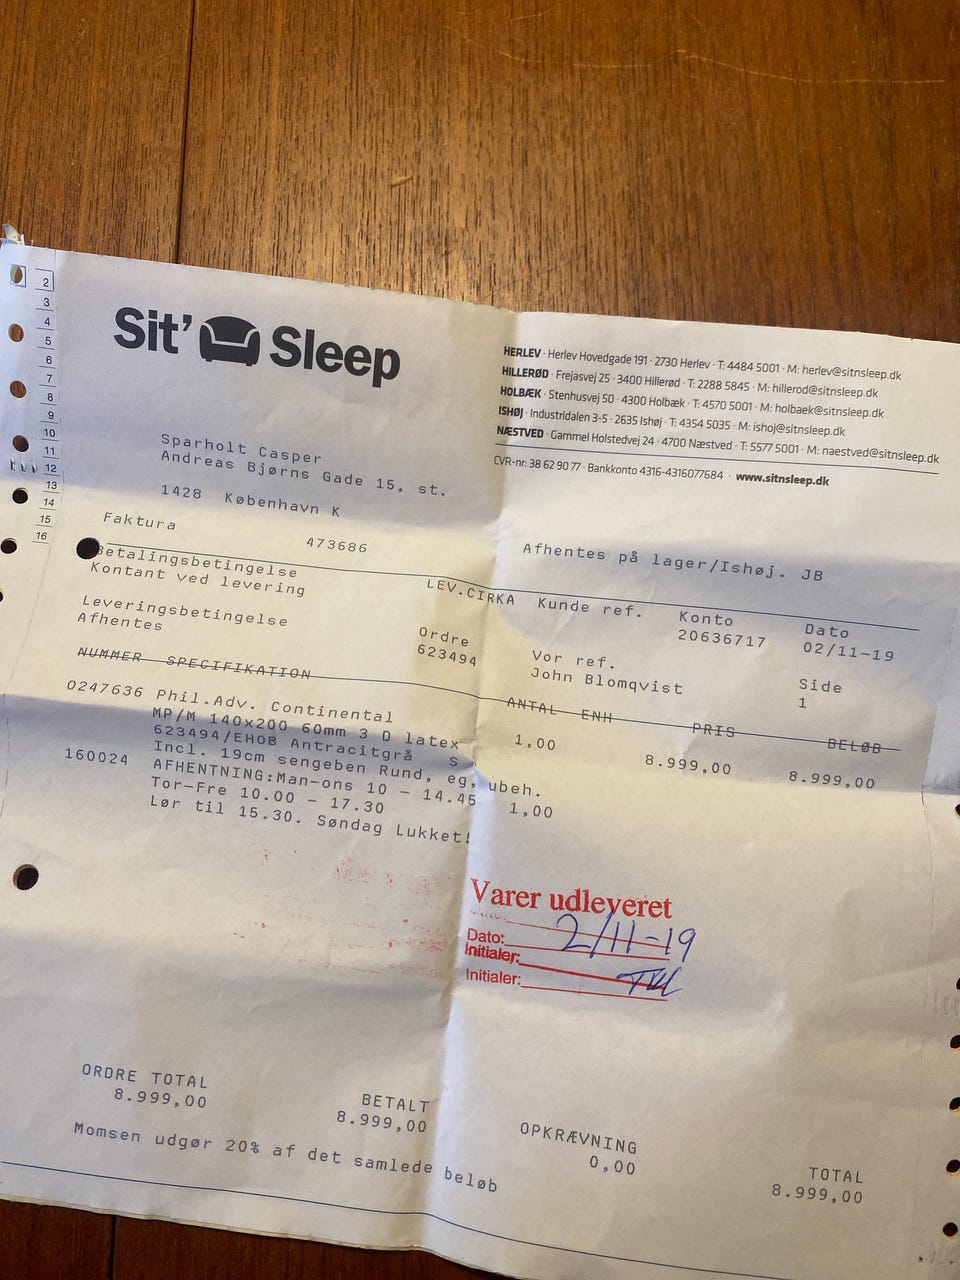 Sit' Sleep
HERLEV · Herlev Hovedgade 191 · 2730 Herlev · T: 4484 5001 · M: herlev@sitnsleep.dk
HILLERØD · Frejasvej 25 · 3400 Hillerød · T: 2288 5845 · M: hillerod@sitnsleep.dk
HOLBÆK · Stenhusvej 50 · 4300 Holbæk · T: 4570 5001 · M: holbaek@sitnsleep.dk
ISHØJ · Industridalen 3-5 · 2635 Ishøj · T: 4354 5035 · M: ishoj@sitnsleep.dk
NÆSTVED · Gammel Holstedvej 24 · 4700 Næstved · T: 5577 5001 · M: naestved@sitnsleep.dk
CVR-nr: 38 62 90 77 · Bankkonto 4316-4316077684 · www.sitnsleep.dk
2
3
4
5
6
7
8
9
10
11
12
13
14
15
16
Sparholt Casper
Andreas Bjørns Gade 15, st.
1428 København K
Faktura 473686
Afhentes på lager/Ishøj. JB
Betalingsbetingelse LEV.CIRKA Kunde ref. Konto Dato
Kontant ved levering 20636717 02/11-19
Leveringsbetingelse Ordre Vor ref. Side
Afhentes 623494 John Blomqvist 1
NUMMER SPECIFIKATION ANTAL ENH PRIS BELØB
0247636 Phil.Adv. Continental 1,00 8.999,00 8.999,00
MP/M 140x200 60mm 3 D latex
623494/EHOB Antracitgrå S
Incl. 19cm sengeben Rund, eg, ubeh.
160024 AFHENTNING:Man-ons 10 - 14.45 1,00
Tor-Fre 10.00 - 17.30
Lør til 15.30. Søndag Lukket!
Varer udleveret
Dato: 2/11-19
Initialer:
Initialer:
ORDRE TOTAL BETALT OPKRÆVNING TOTAL
8.999,00 8.999,00 0,00 8.999,00
Momsen udgør 20% af det samlede beløb